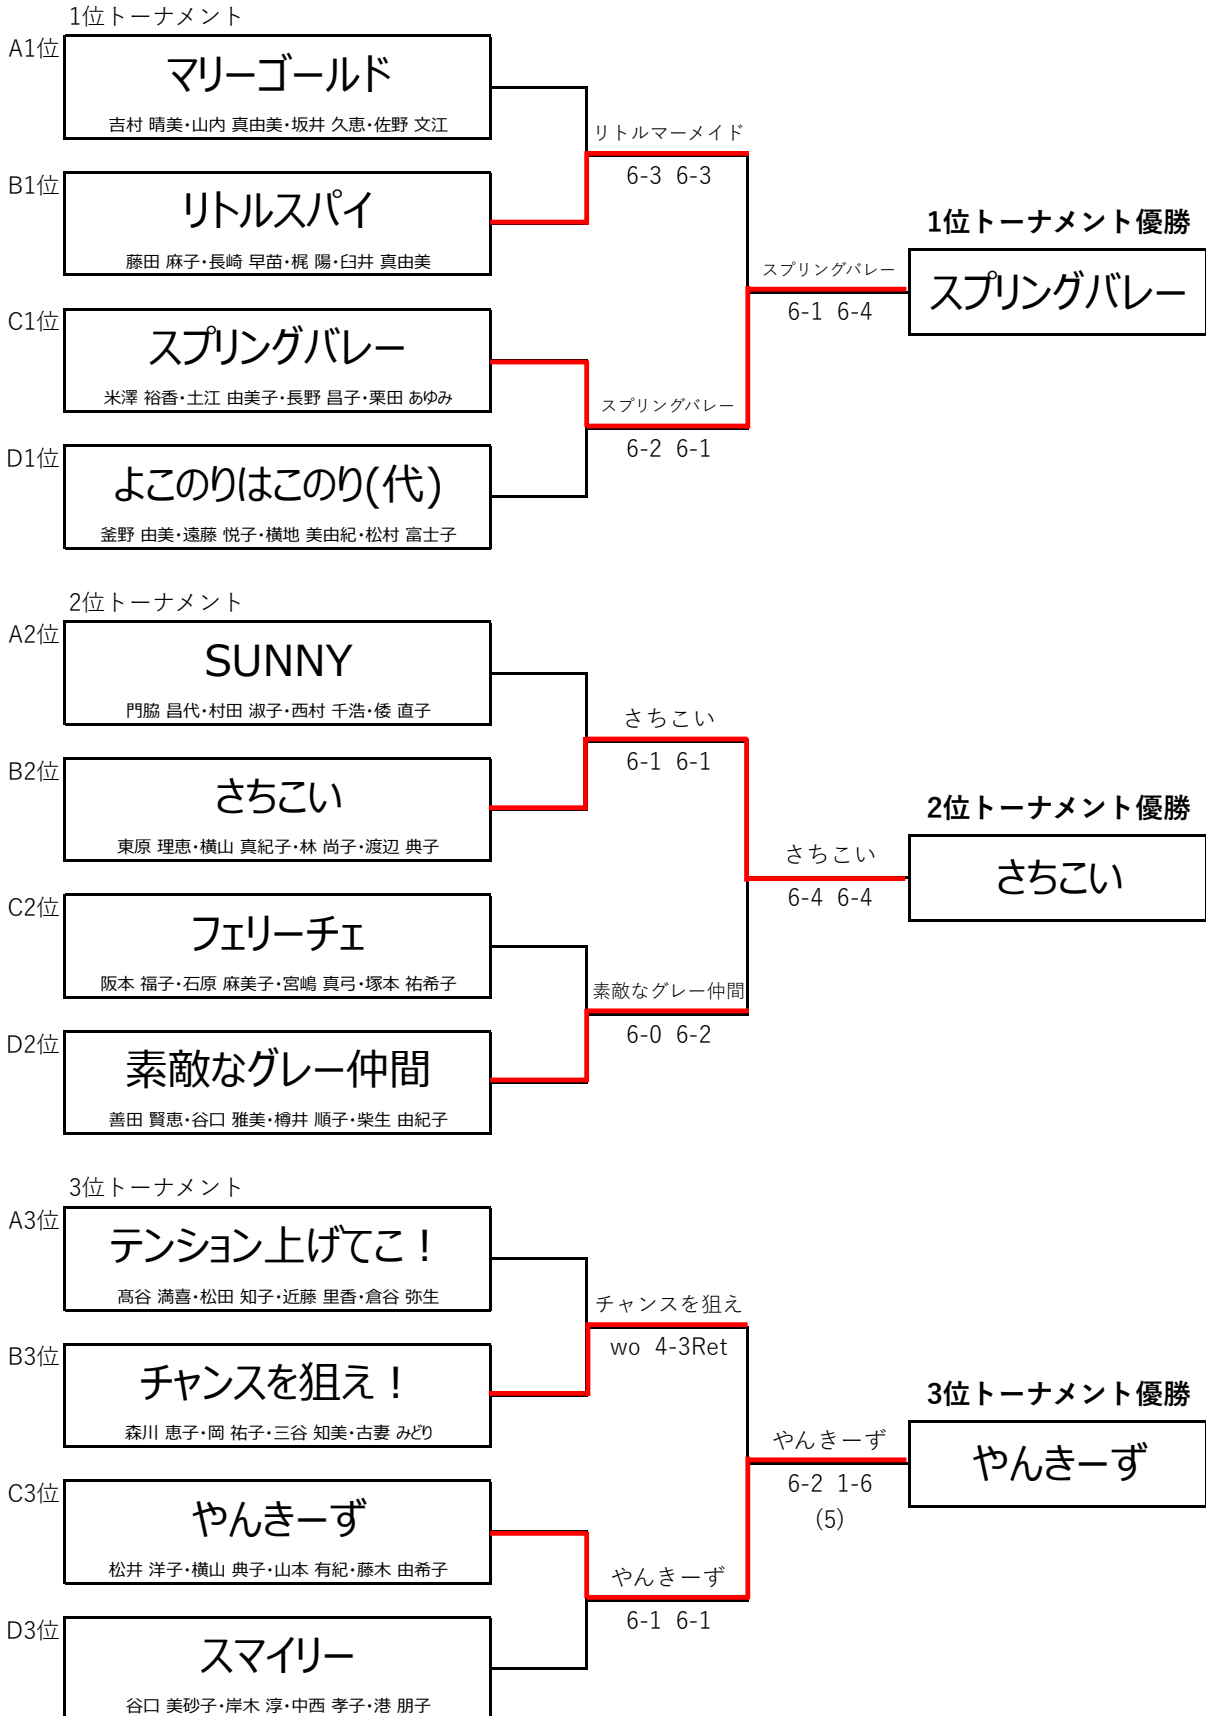 1位トーナメント
A1位
マリーゴールド
吉村 晴美・山内 真由美・坂井 久恵・佐野 文江
リトルマーメイド
6-3 6-3
B1位
リトルスパイ
藤田 麻子・長崎 早苗・梶 陽・臼井 真由美
1位トーナメント優勝
スプリングバレー
6-1 6-4
スプリングバレー
C1位
スプリングバレー
米澤 裕香・土江 由美子・長野 昌子・栗田 あゆみ
スプリングバレー
6-2 6-1
D1位
よこのりはこのり(代)
釜野 由美・遠藤 悦子・横地 美由紀・松村 富士子
2位トーナメント
A2位
SUNNY
門脇 昌代・村田 淑子・西村 千浩・倭 直子
さちこい
6-1 6-1
B2位
さちこい
東原 理恵・横山 真紀子・林 尚子・渡辺 典子
2位トーナメント優勝
さちこい
6-4 6-4
さちこい
C2位
フェリーチェ
阪本 福子・石原 麻美子・宮嶋 真弓・塚本 祐希子
素敵なグレー仲間
6-0 6-2
D2位
素敵なグレー仲間
善田 賢恵・谷口 雅美・樽井 順子・柴生 由紀子
3位トーナメント
A3位
テンション上げてこ！
髙谷 満喜・松田 知子・近藤 里香・倉谷 弥生
チャンスを狙え
wo 4-3Ret
B3位
チャンスを狙え！
森川 恵子・岡 祐子・三谷 知美・古妻 みどり
3位トーナメント優勝
やんきーず
6-2 1-6
(5)
やんきーず
C3位
やんきーず
松井 洋子・横山 典子・山本 有紀・藤木 由希子
やんきーず
6-1 6-1
D3位
スマイリー
谷口 美砂子・岸木 淳・中西 孝子・港 朋子